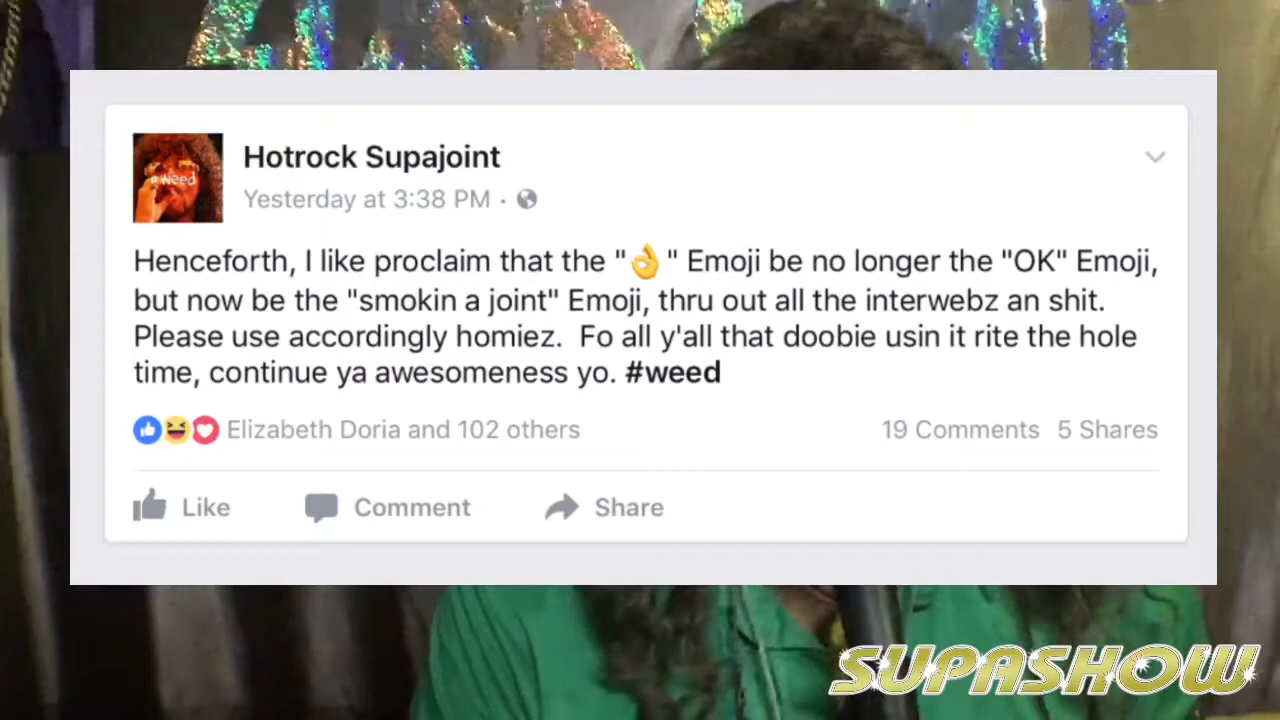 Hotrock Supajoint
#Weed
Yesterday at 3:38 PM ·
Henceforth, I like proclaim that the "👌" Emoji be no longer the "OK" Emoji,
but now be the "smokin a joint" Emoji, thru out all the interwebz an shit.
Please use accordingly homiez.  Fo all y'all that doobie usin it rite the hole
time, continue ya awesomeness yo. #weed
Elizabeth Doria and 102 others
19 Comments 5 Shares
Like Comment Share
SUPASHOW